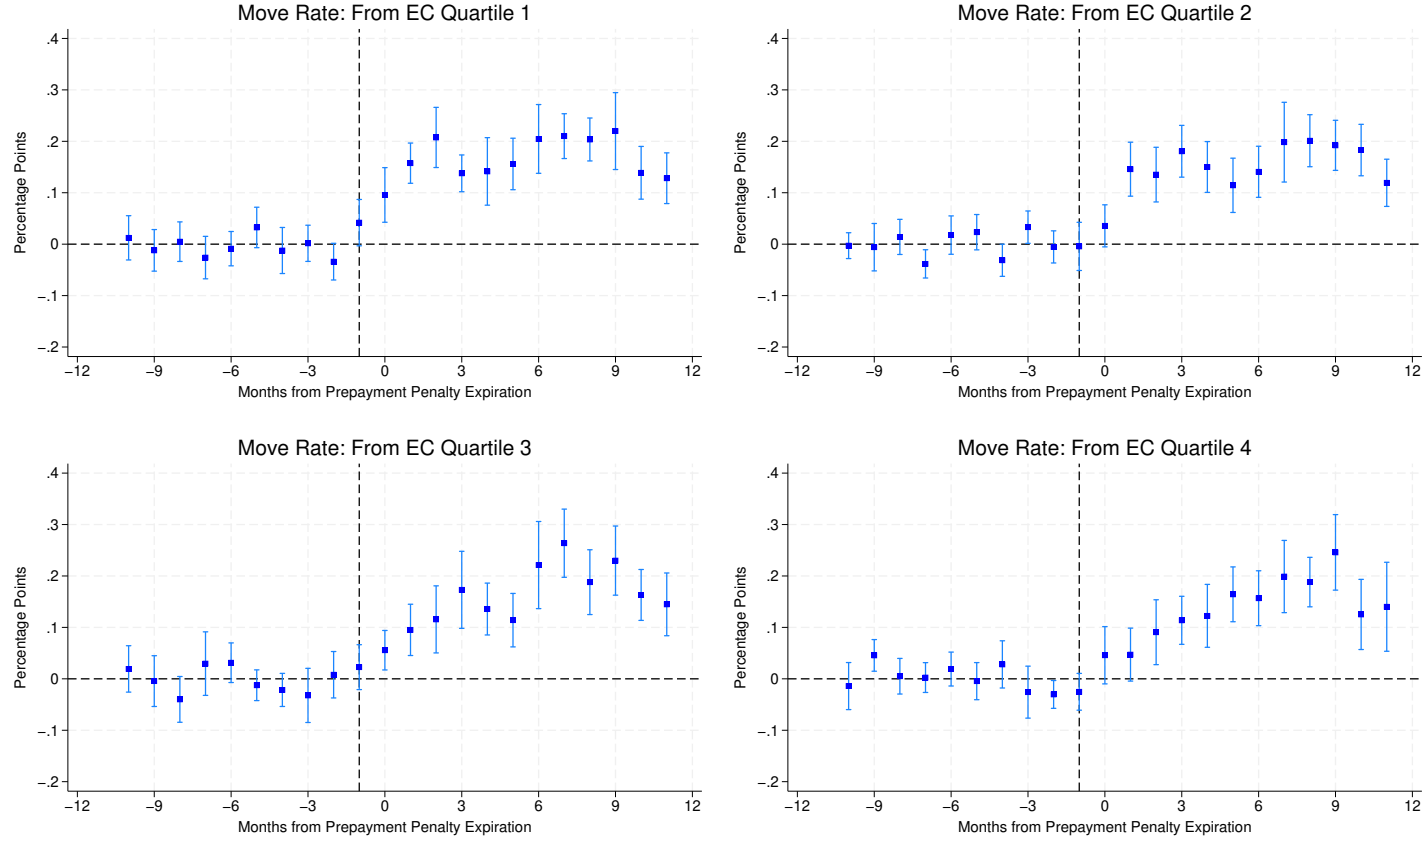 Move Rate: From EC Quartile 1
Percentage Points
.4
.3
.2
.1
0
−.1
−.2
−12 −9 −6 −3 0 3 6 9 12
Months from Prepayment Penalty Expiration
Move Rate: From EC Quartile 2
Percentage Points
.4
.3
.2
.1
0
−.1
−.2
−12 −9 −6 −3 0 3 6 9 12
Months from Prepayment Penalty Expiration
Move Rate: From EC Quartile 3
Percentage Points
.4
.3
.2
.1
0
−.1
−.2
−12 −9 −6 −3 0 3 6 9 12
Months from Prepayment Penalty Expiration
Move Rate: From EC Quartile 4
Percentage Points
.4
.3
.2
.1
0
−.1
−.2
−12 −9 −6 −3 0 3 6 9 12
Months from Prepayment Penalty Expiration